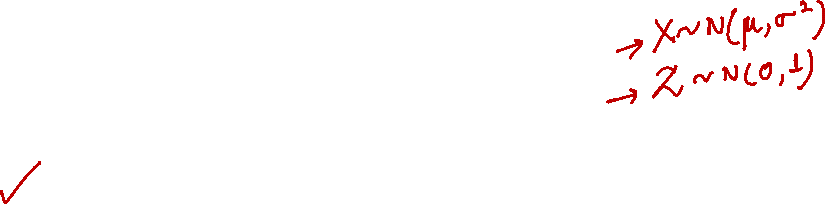 → X ~ N(μ, σ²)
→ Z ~ N(0, 1)
✓